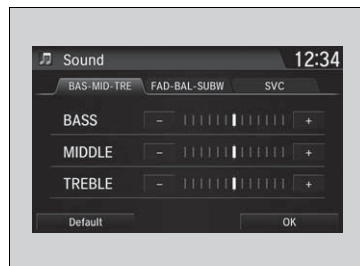 Sound 12:34
BAS-MID-TRE FAD-BAL-SUBW SVC
BASS - +
MIDDLE - +
TREBLE - +
Default OK